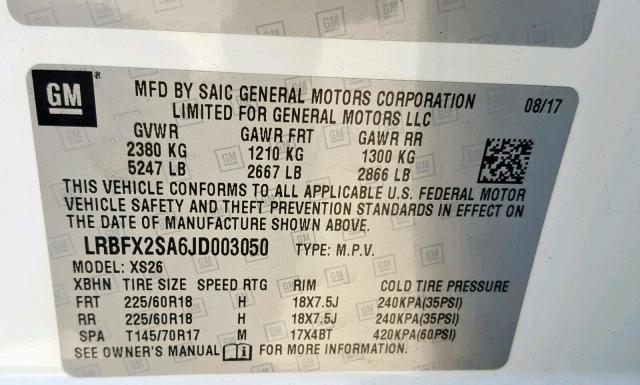 GM ®
MFD BY SAIC GENERAL MOTORS CORPORATION
LIMITED FOR GENERAL MOTORS LLC
08/17
GVWR GAWR FRT GAWR RR
2380 KG 1210 KG 1300 KG
5247 LB 2667 LB 2866 LB
THIS VEHICLE CONFORMS TO ALL APPLICABLE U.S. FEDERAL MOTOR
VEHICLE SAFETY AND THEFT PREVENTION STANDARDS IN EFFECT ON
THE DATE OF MANUFACTURE SHOWN ABOVE.
LRBFX2SA6JD003050 TYPE: M.P.V.
MODEL: XS26
XBHN TIRE SIZE SPEED RTG RIM COLD TIRE PRESSURE
FRT 225/60R18 H 18X7.5J 240KPA(35PSI)
RR 225/60R18 H 18X7.5J 240KPA(35PSI)
SPA T145/70R17 M 17X4BT 420KPA(60PSI)
SEE OWNER'S MANUAL FOR MORE INFORMATION.